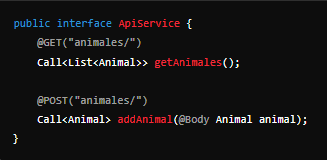 public interface ApiService {
@GET("animales/")
Call<List<Animal>> getAnimales();
@POST("animales/")
Call<Animal> addAnimal(@Body Animal animal);
}